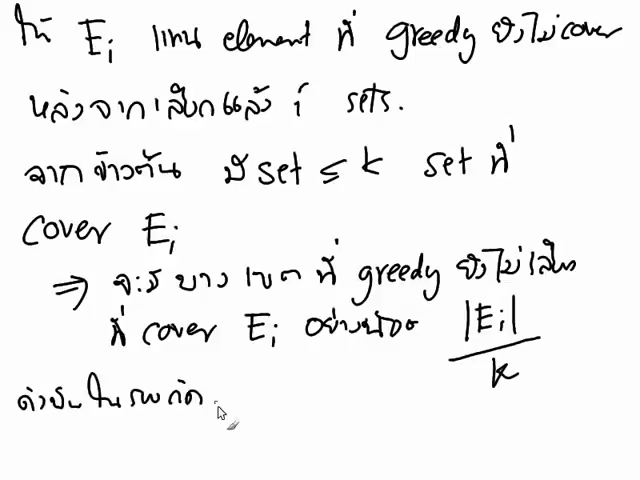 ให้ Ei แทน element ที่ greedy ยังไม่ cover
หลังจากเลือกแล้ว i sets.
จากข้างต้น มี set ≤ k set ที่
cover Ei
⇒ จะมี บางเซต ที่ greedy ยังไม่เลือก
ที่ cover Ei อย่างน้อย |Ei|
k
ดังนั้นในรอบถัด